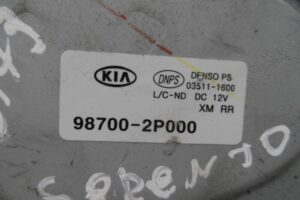 KIA
DNPS
DENSO PS
03511-1600
L/C-ND DC 12V
XM RR
98700-2P000
SORENTO